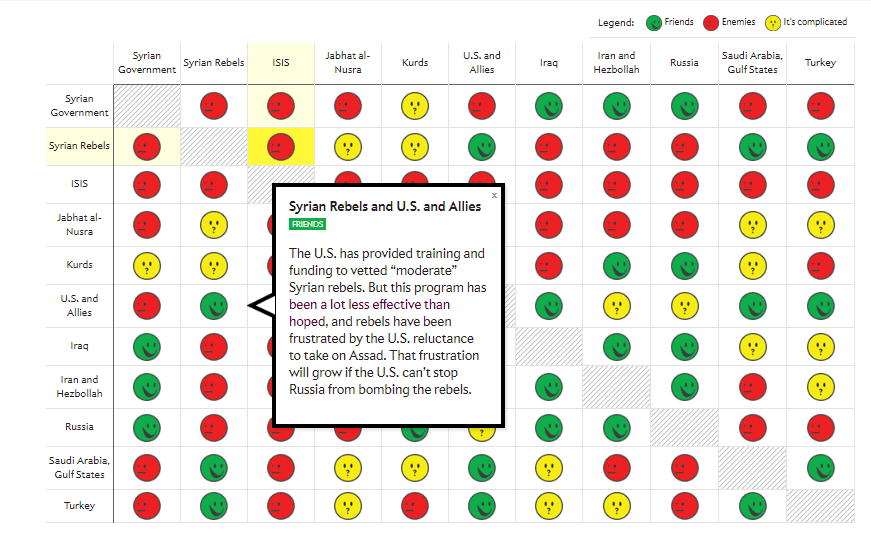 Legend: Friends Enemies It's complicated
Syrian Government
Syrian Rebels
ISIS
Jabhat al-Nusra
Kurds
U.S. and Allies
Iraq
Iran and Hezbollah
Russia
Saudi Arabia, Gulf States
Turkey
Syrian
Government
Syrian Rebels
ISIS
Jabhat al-
Nusra
Kurds
U.S. and
Allies
Iraq
Iran and
Hezbollah
Russia
Saudi Arabia,
Gulf States
Turkey
x
Syrian Rebels and U.S. and Allies
FRIENDS
The U.S. has provided training and
funding to vetted “moderate”
Syrian rebels. But this program has
been a lot less effective than
hoped, and rebels have been
frustrated by the U.S. reluctance
to take on Assad. That frustration
will grow if the U.S. can’t stop
Russia from bombing the rebels.